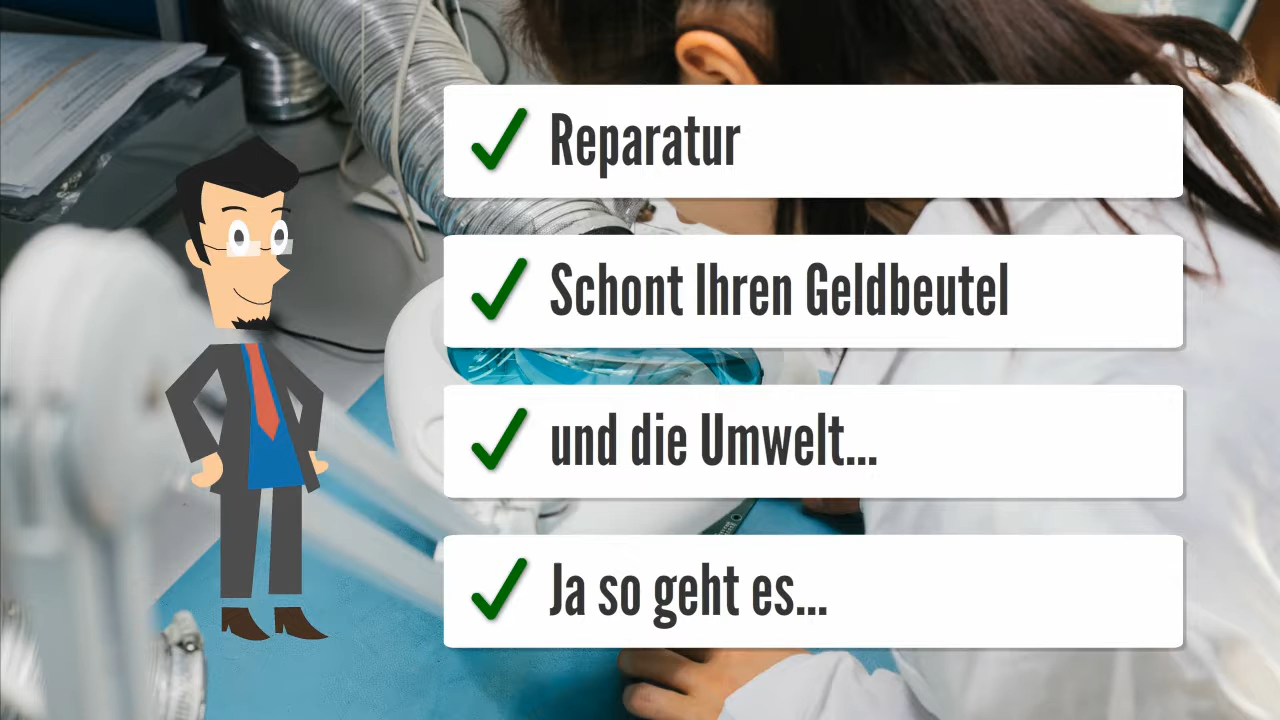 Reparatur
Schont Ihren Geldbeutel
und die Umwelt...
Ja so geht es...